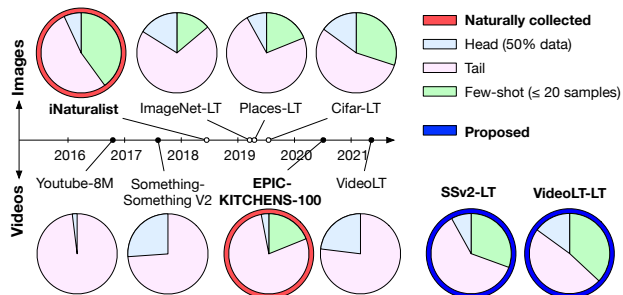 Images
Videos
iNaturalist
ImageNet-LT
Places-LT
Cifar-LT
2016
2017
2018
2019
2020
2021
Youtube-8M
Something-
Something V2
EPIC-
KITCHENS-100
VideoLT
Naturally collected
Head (50% data)
Tail
Few-shot (≤ 20 samples)
Proposed
SSv2-LT
VideoLT-LT